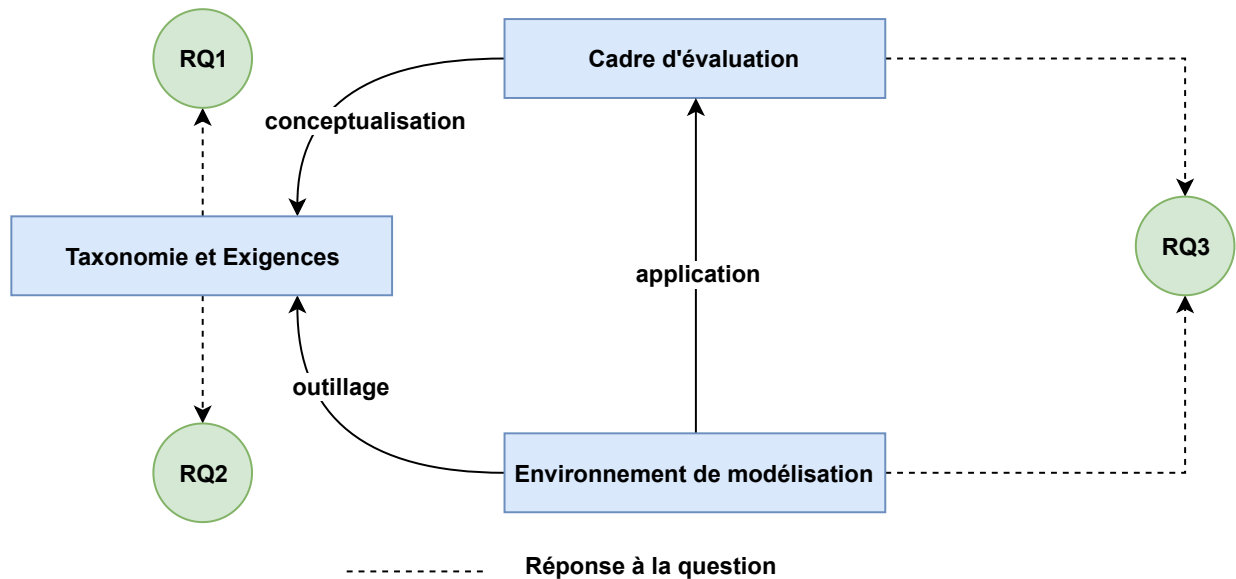 RQ1
Cadre d'évaluation
conceptualisation
Taxonomie et Exigences
RQ3
application
outillage
RQ2
Environnement de modélisation
Réponse à la question